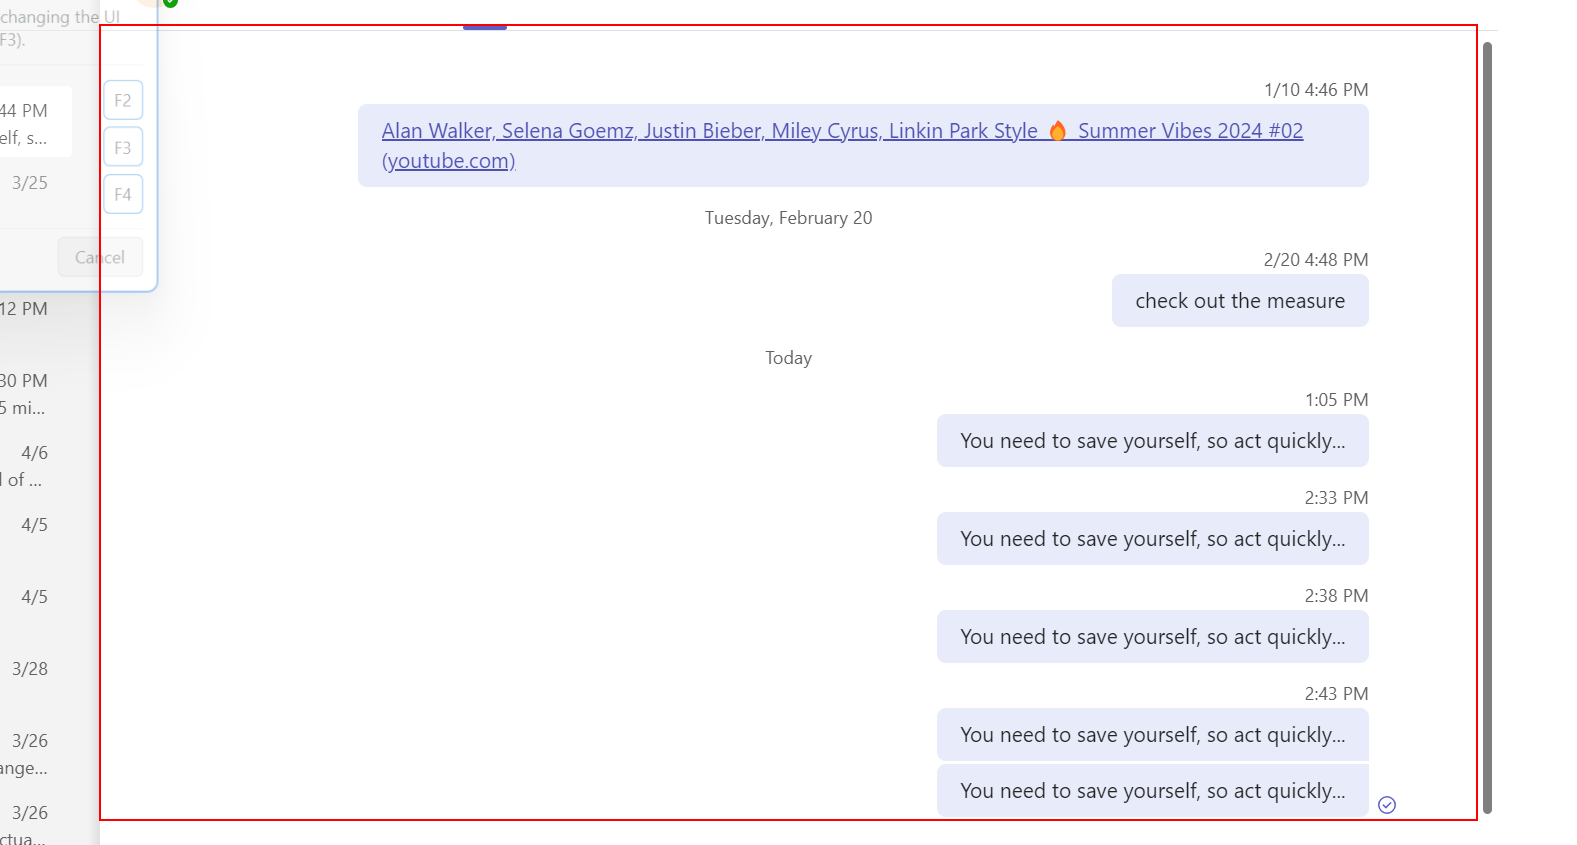 changing the UI
F3).
44 PM
elf, s...
3/25
F2
F3
F4
Cancel
12 PM
30 PM
5 mi...
4/6
l of ...
4/5
4/5
3/28
3/26
ange...
3/26
ctua...
1/10 4:46 PM
Alan Walker, Selena Goemz, Justin Bieber, Miley Cyrus, Linkin Park Style 🔥 Summer Vibes 2024 #02
(youtube.com)
Tuesday, February 20
2/20 4:48 PM
check out the measure
Today
1:05 PM
You need to save yourself, so act quickly...
2:33 PM
You need to save yourself, so act quickly...
2:38 PM
You need to save yourself, so act quickly...
2:43 PM
You need to save yourself, so act quickly...
You need to save yourself, so act quickly...